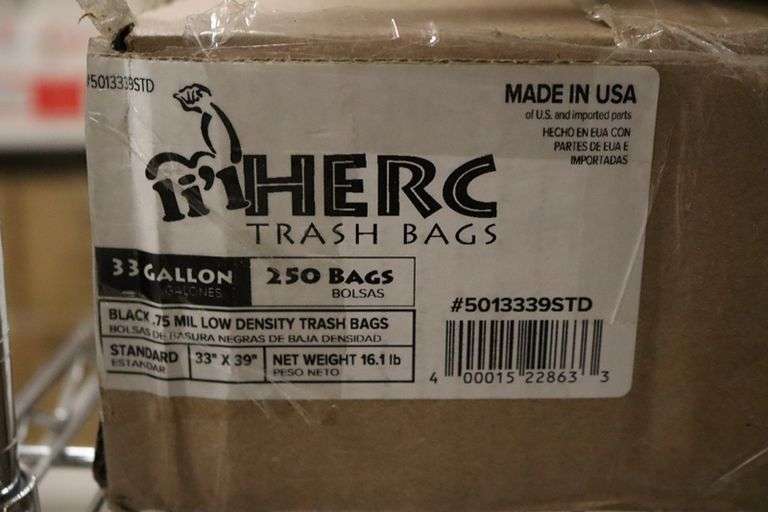 #5013339STD
li'l HERC
TRASH BAGS
MADE IN USA
of U.S. and imported parts
HECHO EN EUA CON
PARTES DE EUA E
IMPORTADAS
33 GALLON
GALONES
250 BAGS
BOLSAS
BLACK .75 MIL LOW DENSITY TRASH BAGS
BOLSAS DE BASURA NEGRAS DE BAJA DENSIDAD
STANDARD
ESTANDAR
33" X 39"
NET WEIGHT 16.1 lb
PESO NETO
#5013339STD
4 00015 22863 3